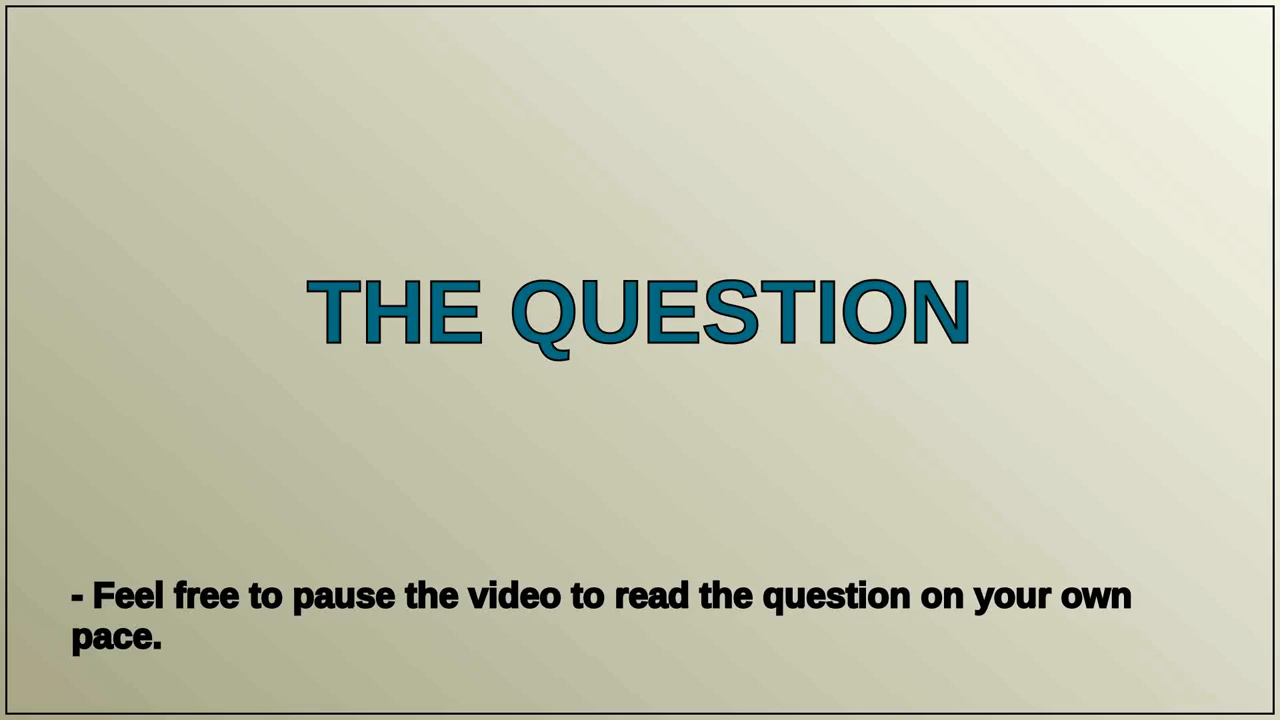 THE QUESTION
- Feel free to pause the video to read the question on your own
pace.